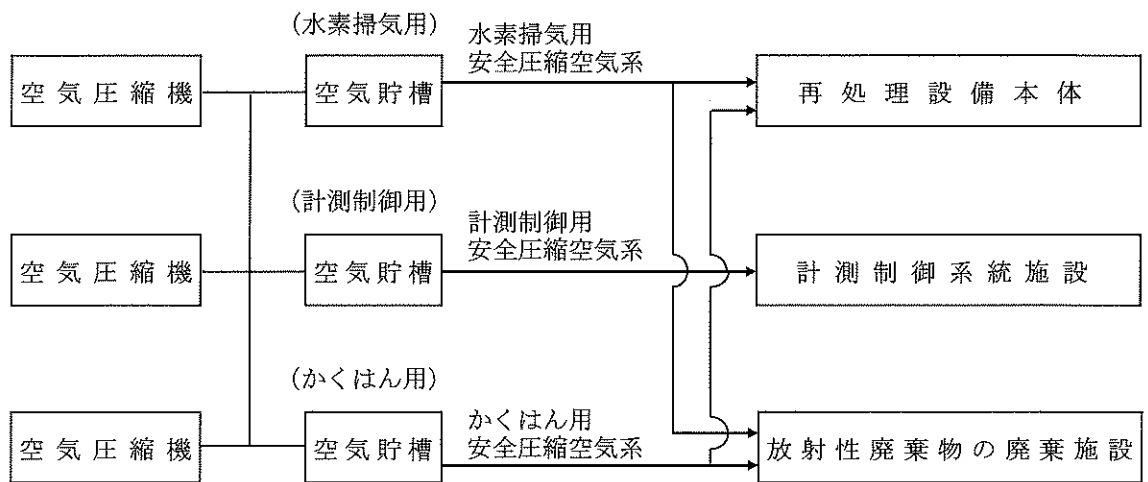 (水素掃気用)
水素掃気用
安全圧縮空気系
空気圧縮機
空気貯槽
再処理設備本体
(計測制御用)
計測制御用
安全圧縮空気系
空気圧縮機
空気貯槽
計測制御系統施設
(かくはん用)
かくはん用
安全圧縮空気系
空気圧縮機
空気貯槽
放射性廃棄物の廃棄施設